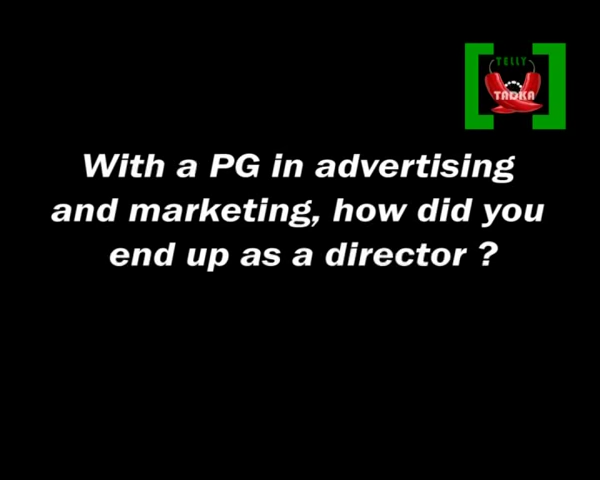 TELLY
TADKA
With a PG in advertising
and marketing, how did you
end up as a director ?